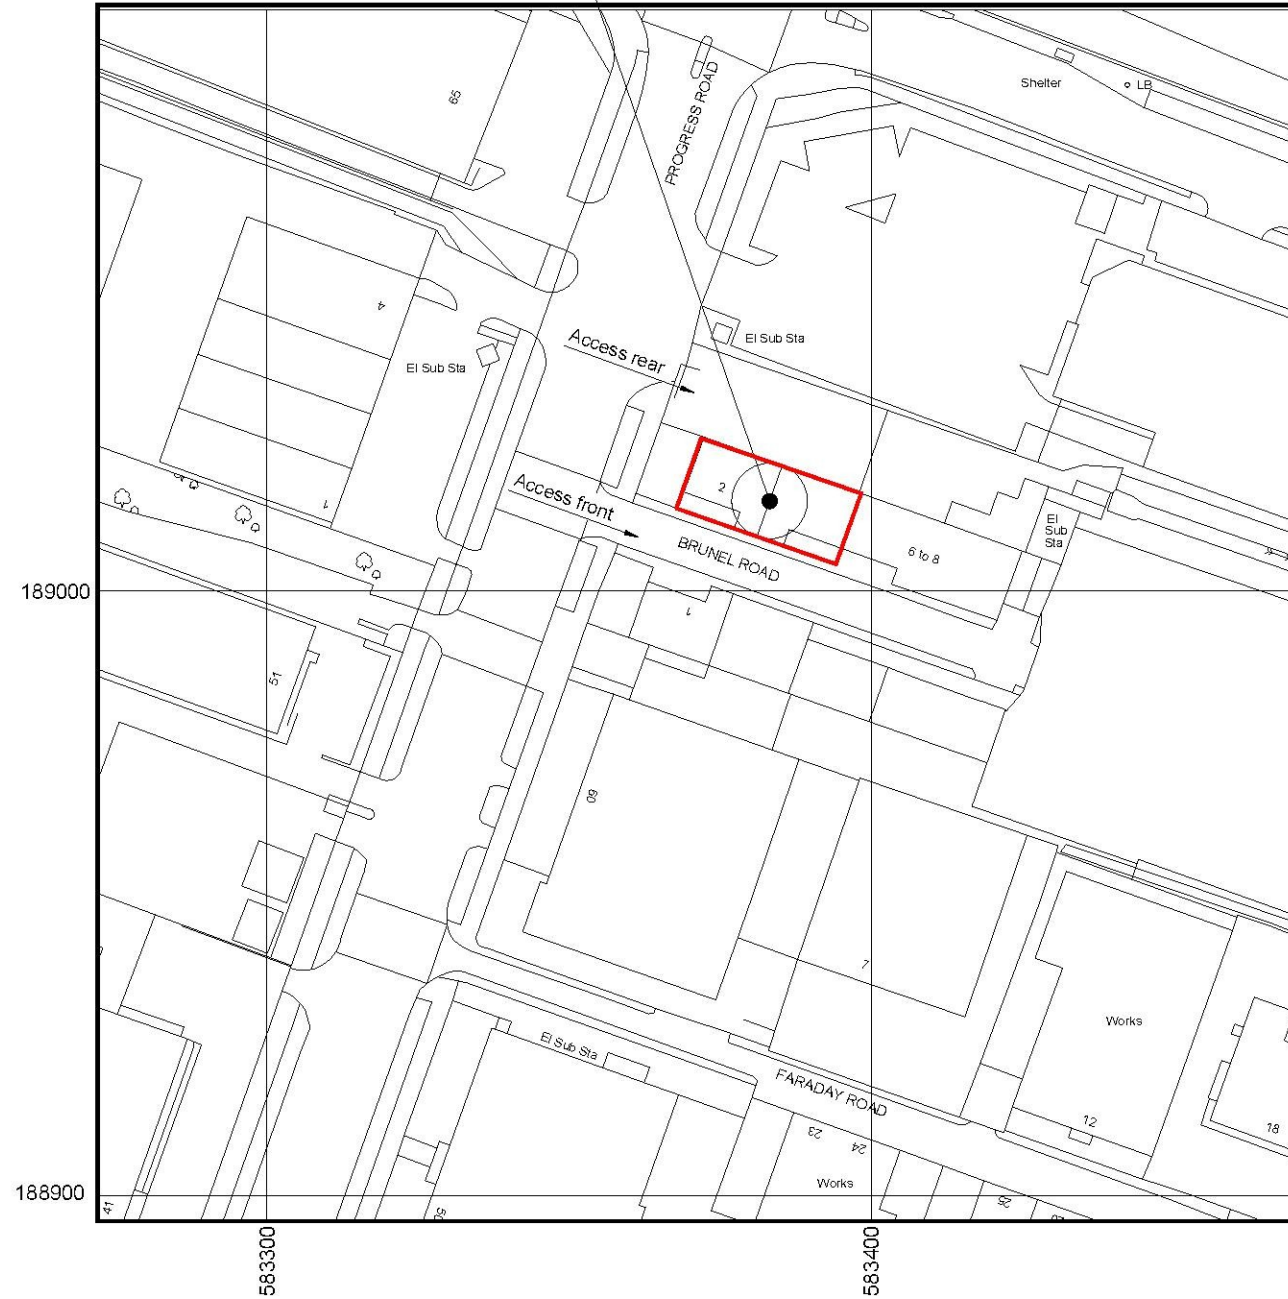 65
PROGRESS ROAD
Shelter
LB
4
El Sub Sta
Access rear
El Sub Sta
1
Access front
2
BRUNEL ROAD
6 to 8
El
Sub
Sta
189000
1
51
60
7
Works
El Sub Sta
FARADAY ROAD
23
24
12
18
Works
188900
41
50
25
583300
583400